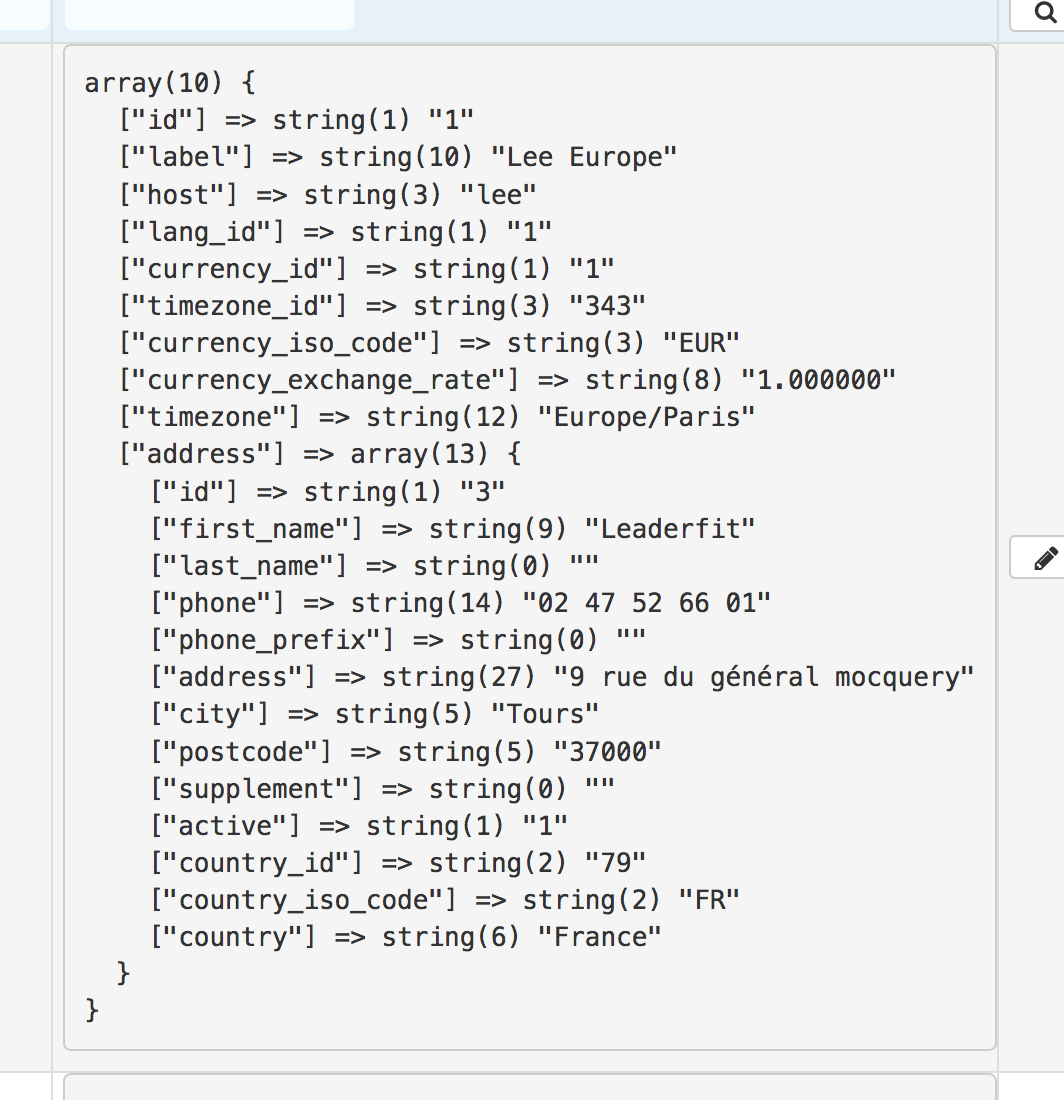 array(10) {
  ["id"] => string(1) "1"
  ["label"] => string(10) "Lee Europe"
  ["host"] => string(3) "lee"
  ["lang_id"] => string(1) "1"
  ["currency_id"] => string(1) "1"
  ["timezone_id"] => string(3) "343"
  ["currency_iso_code"] => string(3) "EUR"
  ["currency_exchange_rate"] => string(8) "1.000000"
  ["timezone"] => string(12) "Europe/Paris"
  ["address"] => array(13) {
    ["id"] => string(1) "3"
    ["first_name"] => string(9) "Leaderfit"
    ["last_name"] => string(0) ""
    ["phone"] => string(14) "02 47 52 66 01"
    ["phone_prefix"] => string(0) ""
    ["address"] => string(27) "9 rue du général mocquery"
    ["city"] => string(5) "Tours"
    ["postcode"] => string(5) "37000"
    ["supplement"] => string(0) ""
    ["active"] => string(1) "1"
    ["country_id"] => string(2) "79"
    ["country_iso_code"] => string(2) "FR"
    ["country"] => string(6) "France"
  }
}